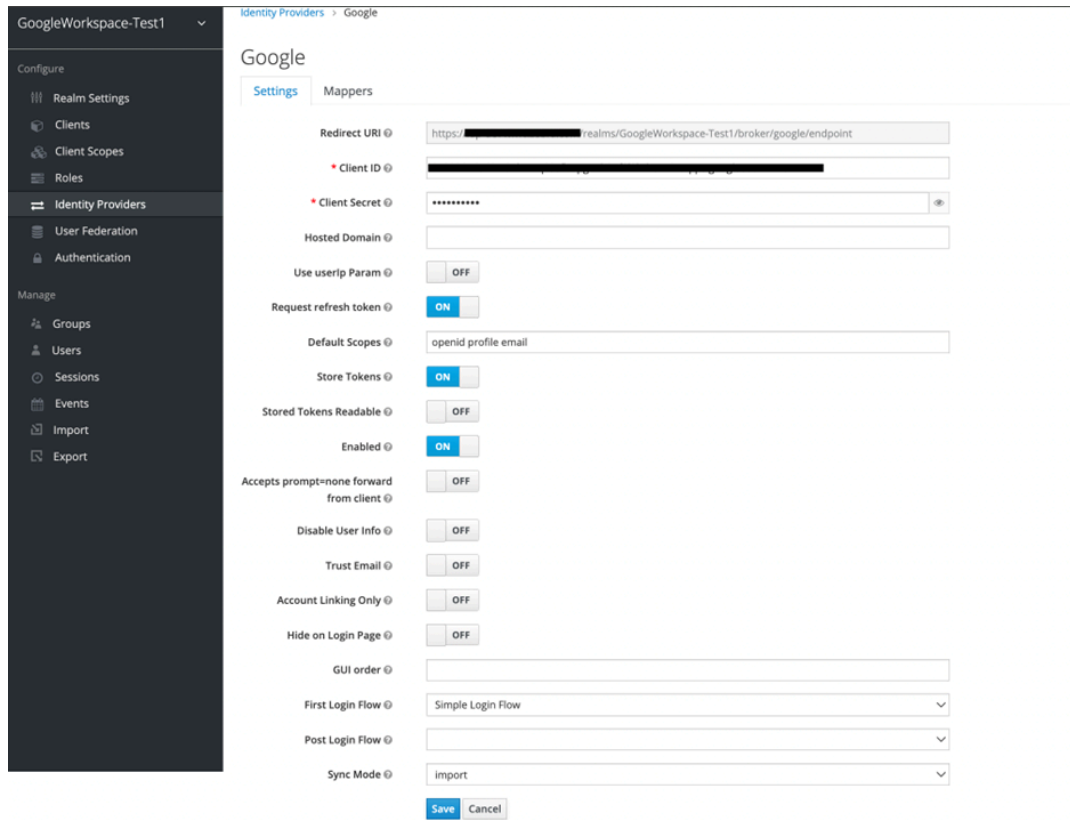 GoogleWorkspace-Test1
Configure
Realm Settings
Clients
Client Scopes
Roles
Identity Providers
User Federation
Authentication
Manage
Groups
Users
Sessions
Events
Import
Export
Identity Providers > Google
Google
Settings Mappers
Redirect URI https:/ /realms/GoogleWorkspace-Test1/broker/google/endpoint
* Client ID
* Client Secret ••••••••••
Hosted Domain
Use userIp Param OFF
Request refresh token ON
Default Scopes openid profile email
Store Tokens ON
Stored Tokens Readable OFF
Enabled ON
Accepts prompt=none forward OFF
from client
Disable User Info OFF
Trust Email OFF
Account Linking Only OFF
Hide on Login Page OFF
GUI order
First Login Flow Simple Login Flow
Post Login Flow
Sync Mode import
Save Cancel